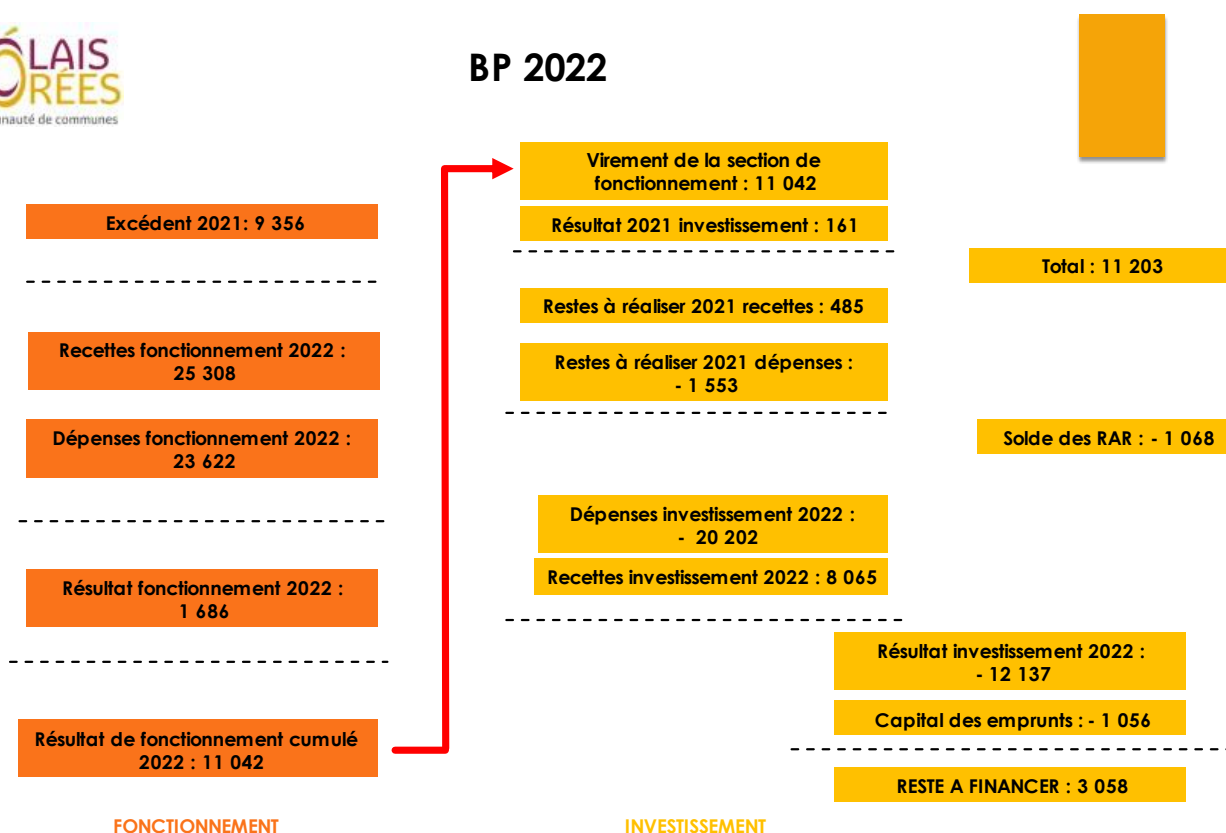 LAIS
RÉES
unauté de communes
BP 2022
Excédent 2021: 9 356
Recettes fonctionnement 2022 :
25 308
Dépenses fonctionnement 2022 :
23 622
Résultat fonctionnement 2022 :
1 686
Résultat de fonctionnement cumulé
2022 : 11 042
FONCTIONNEMENT
Virement de la section de
fonctionnement : 11 042
Résultat 2021 investissement : 161
Total : 11 203
Restes à réaliser 2021 recettes : 485
Restes à réaliser 2021 dépenses :
- 1 553
Solde des RAR : - 1 068
Dépenses investissement 2022 :
- 20 202
Recettes investissement 2022 : 8 065
Résultat investissement 2022 :
- 12 137
Capital des emprunts : - 1 056
RESTE A FINANCER : 3 058
INVESTISSEMENT